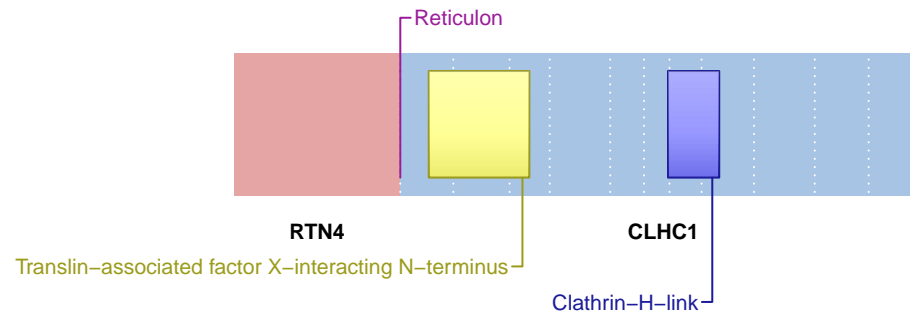 Reticulon
RTN4
CLHC1
Translin−associated factor X−interacting N−terminus
Clathrin−H−link